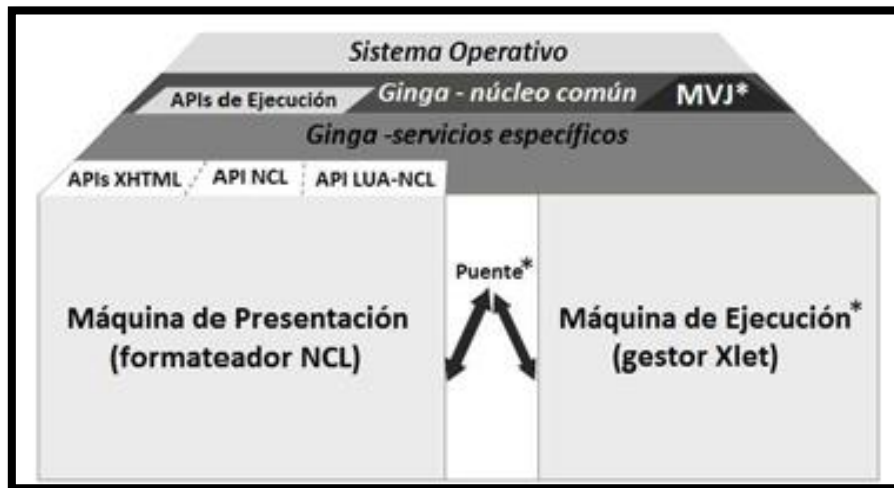 Sistema Operativo
APIs de Ejecución
Ginga - núcleo común
MVJ*
Ginga -servicios específicos
APIs XHTML
API NCL
API LUA-NCL
Máquina de Presentación
(formateador NCL)
Puente*
Máquina de Ejecución*
(gestor Xlet)